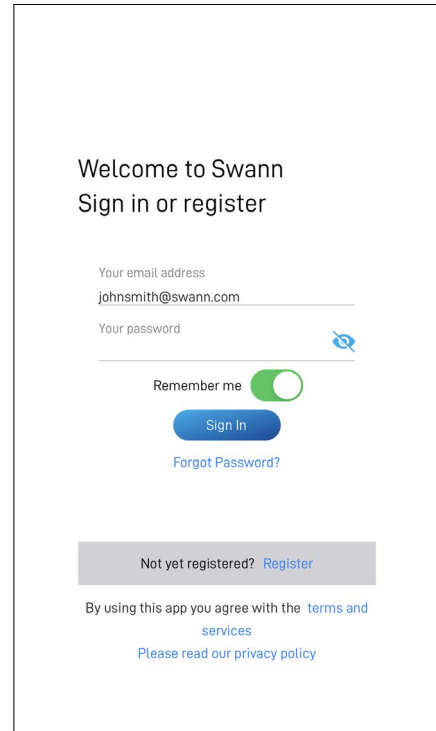 Welcome to Swann
Sign in or register
Your email address
johnsmith@swann.com
Your password
Remember me
Sign In
Forgot Password?
Not yet registered? Register
By using this app you agree with the terms and
services
Please read our privacy policy